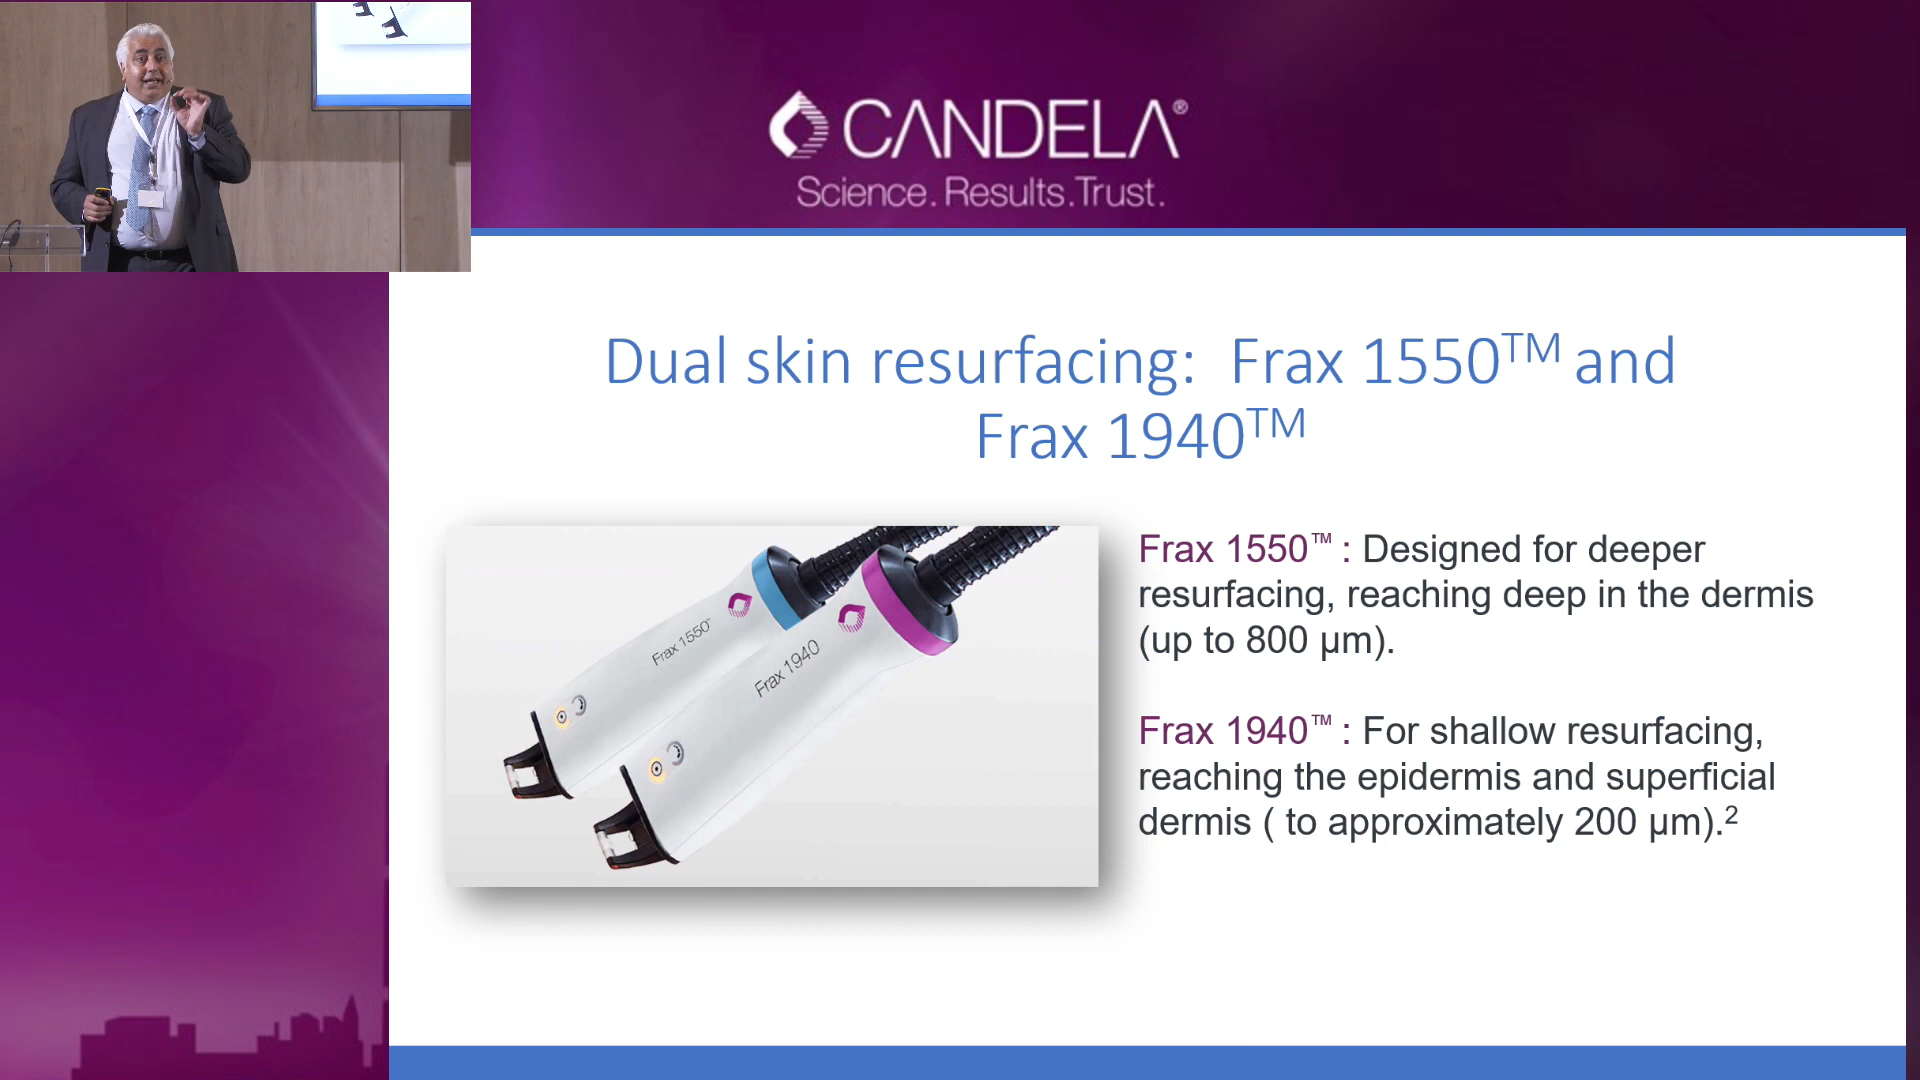 CANDELA®
Science. Results. Trust.
Dual skin resurfacing: Frax 1550™ and
Frax 1940™
Frax 1550™
Frax 1940
Frax 1550™ : Designed for deeper
resurfacing, reaching deep in the dermis
(up to 800 µm).
Frax 1940™ : For shallow resurfacing,
reaching the epidermis and superficial
dermis ( to approximately 200 µm).²